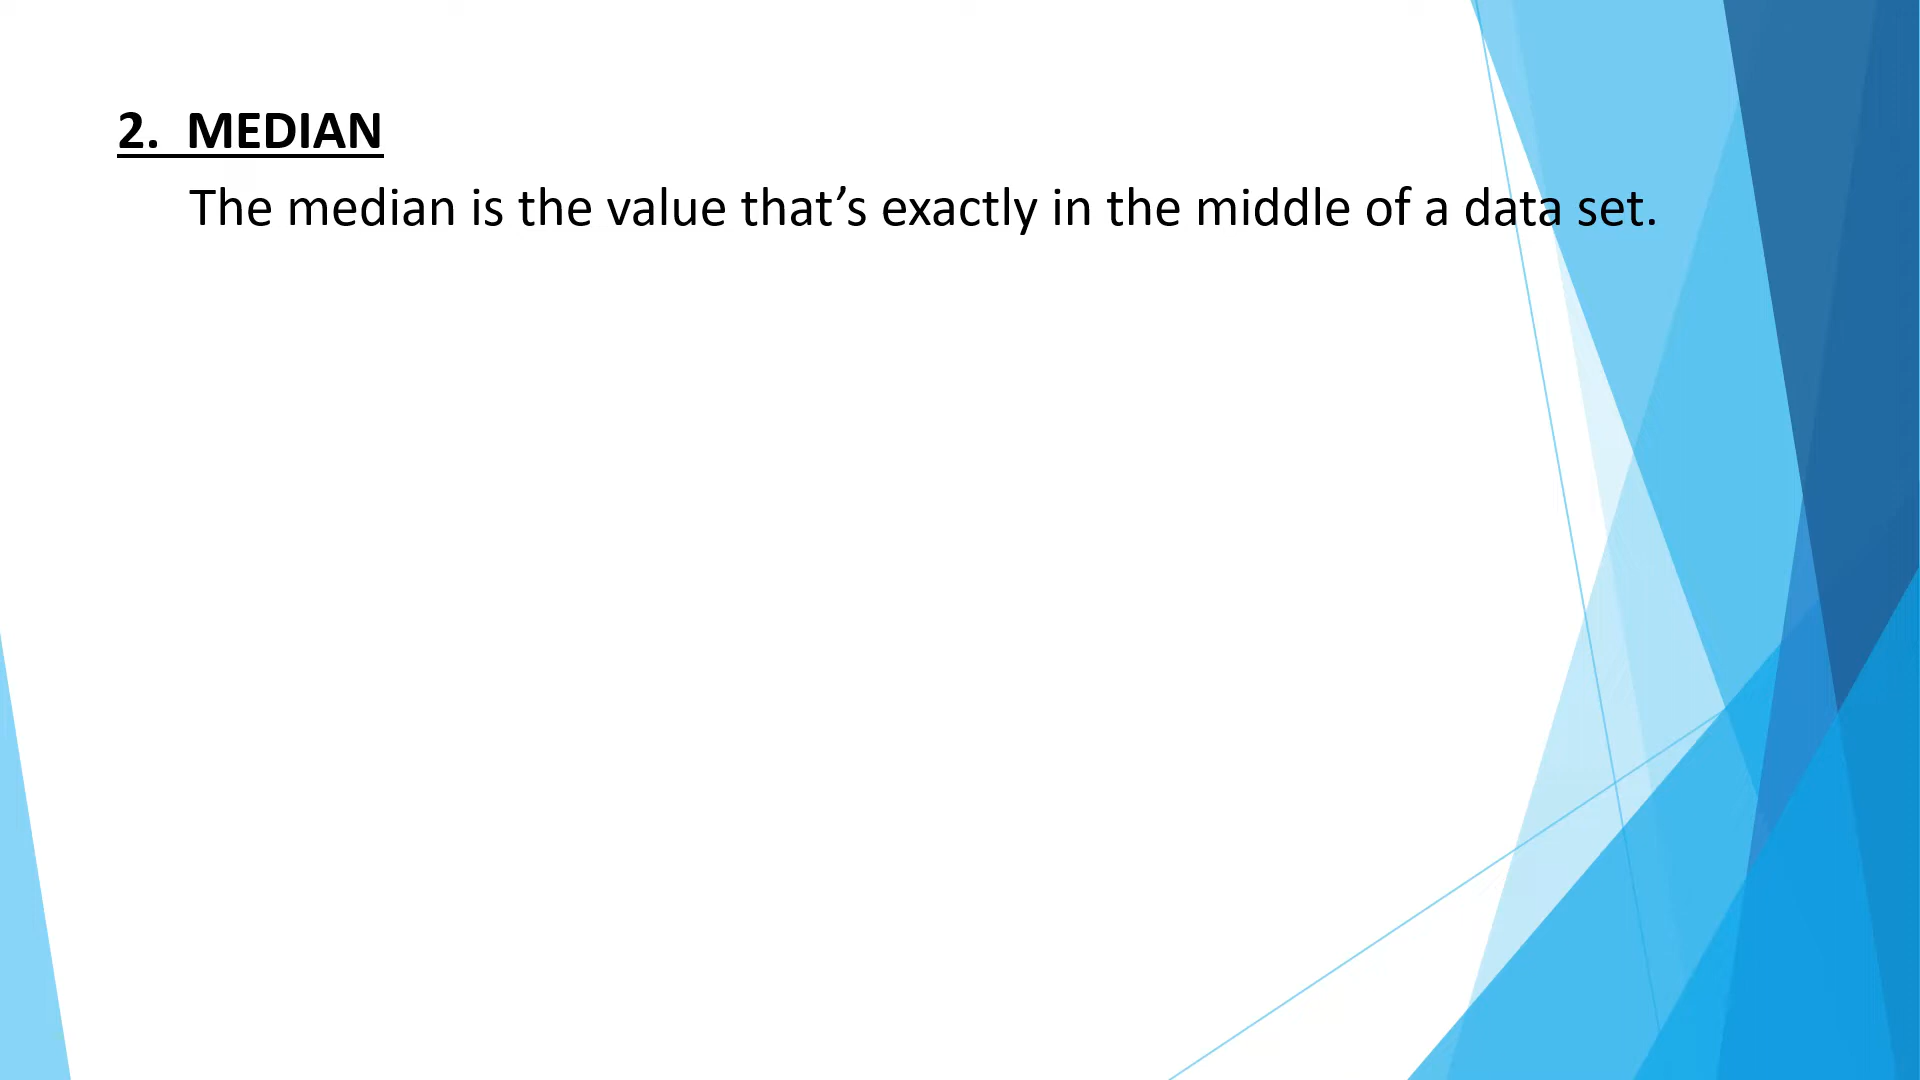 2. MEDIAN
The median is the value that’s exactly in the middle of a data set.